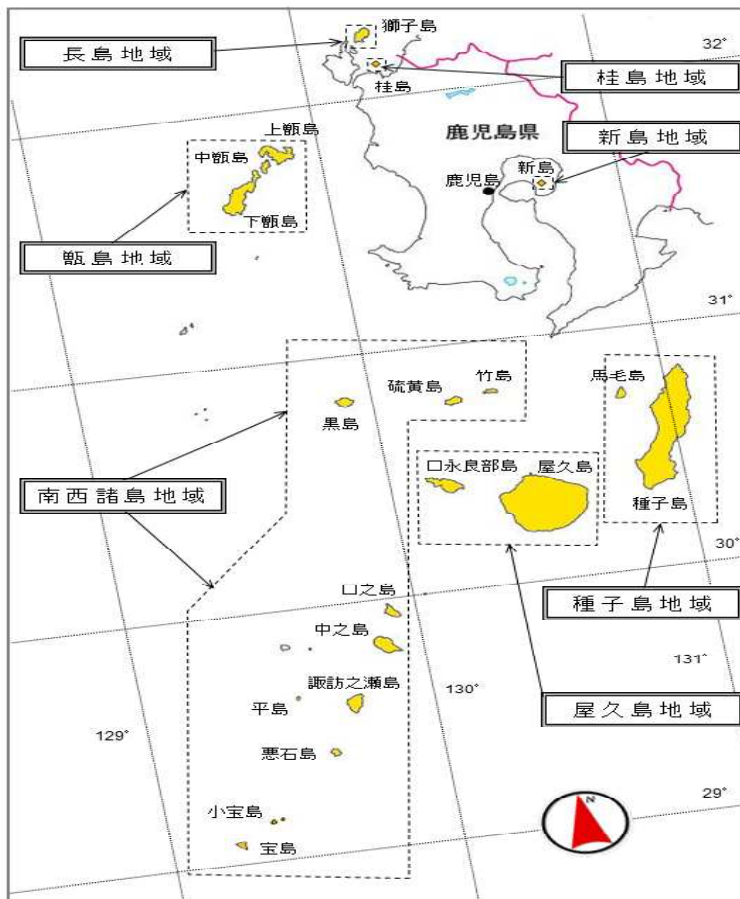 獅子島
32°
長島地域
桂島
桂島地域
鹿児島県
新島地域
上甑島
中甑島
新島
鹿児島
下甑島
甑島地域
31°
竹島
馬毛島
硫黄島
黒島
口永良部島
屋久島
南西諸島地域
種子島
30°
口之島
種子島地域
中之島
131°
諏訪之瀬島
130°
平島
屋久島地域
129°
悪石島
29°
N
小宝島
宝島